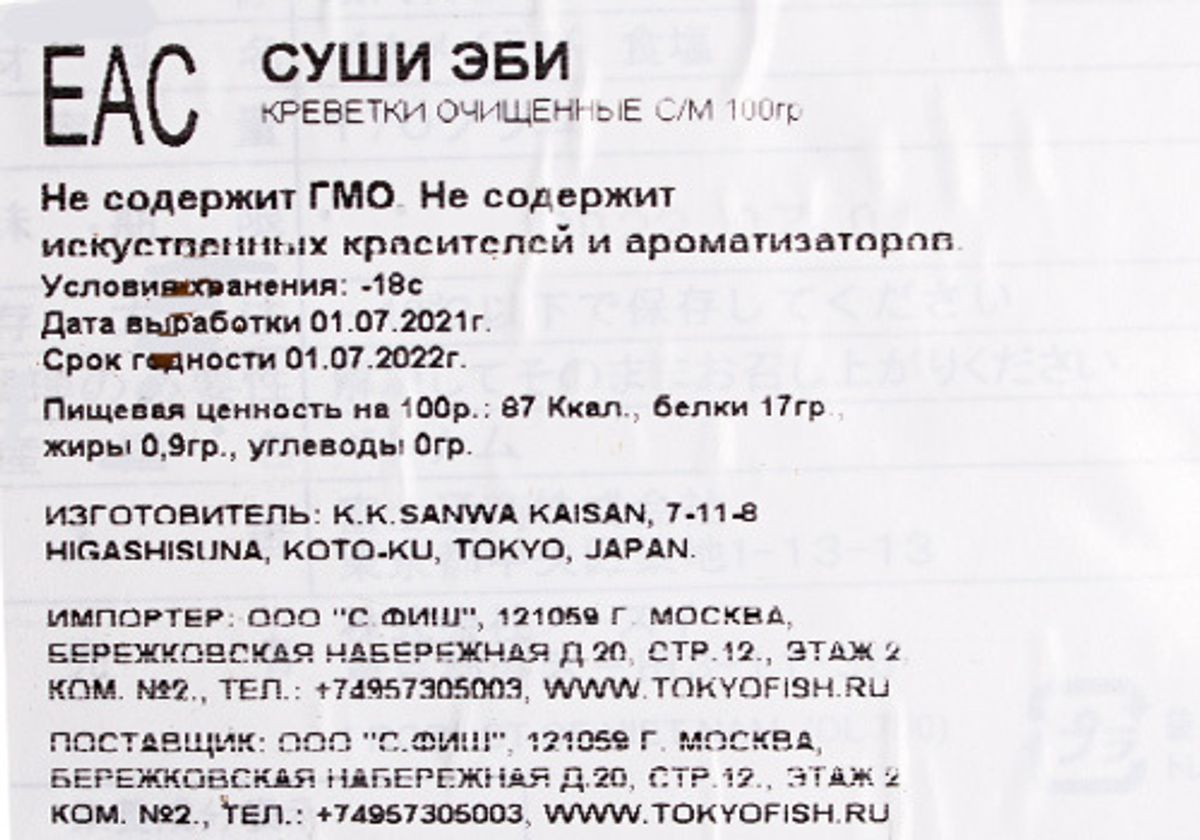 EAC
СУШИ ЭБИ
КРЕВЕТКИ ОЧИЩЕННЫЕ С/М 100гр
Не содержит ГМО. Не содержит
искуственных красителей и ароматизаторов.
Условия хранения: -18с
Дата выработки 01.07.2021г.
Срок годности 01.07.2022г.
Пищевая ценность на 100р.: 87 Ккал., белки 17гр.,
жиры 0,9гр., углеводы 0гр.
ИЗГОТОВИТЕЛЬ: K.K.SANWA KAISAN, 7-11-8
HIGASHISUNA, KOTO-KU, TOKYO, JAPAN.
ИМПОРТЕР: ООО "С.ФИШ", 121059 Г. МОСКВА,
БЕРЕЖКОВСКАЯ НАБЕРЕЖНАЯ Д.20, СТР.12., ЭТАЖ 2
КОМ. №2., ТЕЛ.: +74957305003, WWW.TOKYOFISH.RU
ПОСТАВЩИК: ООО "С.ФИШ", 121059 Г. МОСКВА,
БЕРЕЖКОВСКАЯ НАБЕРЕЖНАЯ Д.20, СТР.12., ЭТАЖ 2
КОМ. №2., ТЕЛ.: +74957305003, WWW.TOKYOFISH.RU